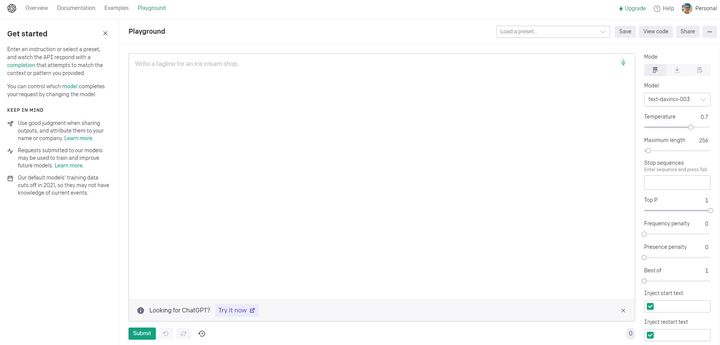 Overview Documentation Examples Playground Upgrade Help Personal
Get started
Enter an instruction or select a preset,
and watch the API respond with a
completion that attempts to match the
context or pattern you provided.
You can control which model completes
your request by changing the model.
KEEP IN MIND
Use good judgment when sharing
outputs, and attribute them to your
name or company. Learn more.
Requests submitted to our models
may be used to train and improve
future models. Learn more.
Our default models' training data
cuts off in 2021, so they may not have
knowledge of current events.
Playground
Load a preset...
Save
View code
Share
...
Write a tagline for an ice cream shop.
Looking for ChatGPT? Try it now
Submit
0
Mode
Model
text-davinci-003
Temperature 0.7
Maximum length 256
Stop sequences
Enter sequence and press Tab
Top P 1
Frequency penalty 0
Presence penalty 0
Best of 1
Inject start text
Inject restart text